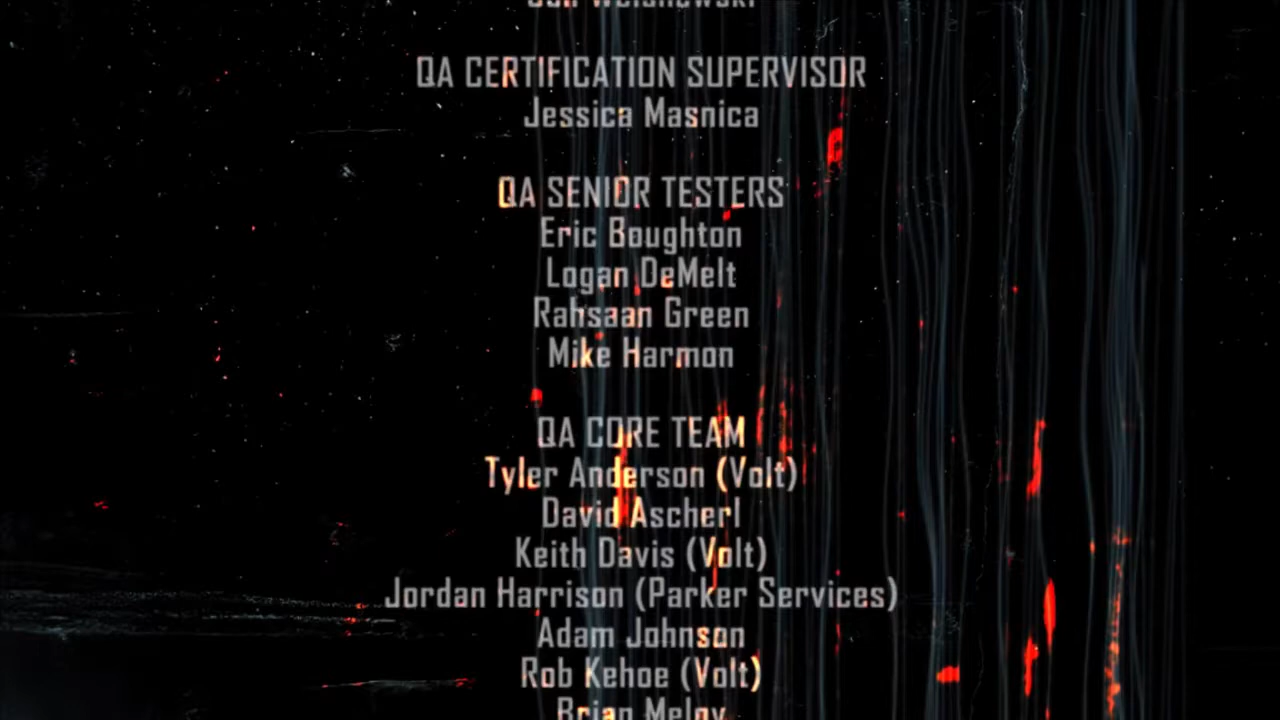 QA CERTIFICATION SUPERVISOR
Jessica Masnica
QA SENIOR TESTERS
Eric Boughton
Logan DeMelt
Rahsaan Green
Mike Harmon
QA CORE TEAM
Tyler Anderson (Volt)
David Ascherl
Keith Davis (Volt)
Jordan Harrison (Parker Services)
Adam Johnson
Rob Kehoe (Volt)
Brian